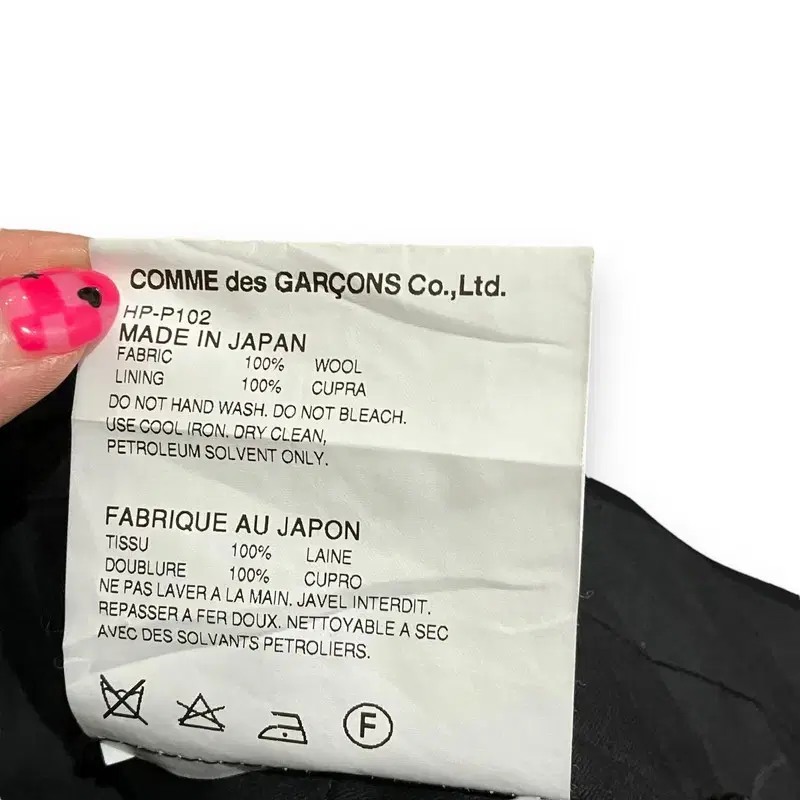 COMME des GARÇONS Co.,Ltd.
HP-P102
MADE IN JAPAN
FABRIC 100% WOOL
LINING 100% CUPRA
DO NOT HAND WASH. DO NOT BLEACH.
USE COOL IRON. DRY CLEAN,
PETROLEUM SOLVENT ONLY.
FABRIQUE AU JAPON
TISSU 100% LAINE
DOUBLURE 100% CUPRO
NE PAS LAVER A LA MAIN. JAVEL INTERDIT.
REPASSER A FER DOUX. NETTOYABLE A SEC
AVEC DES SOLVANTS PETROLIERS.
F